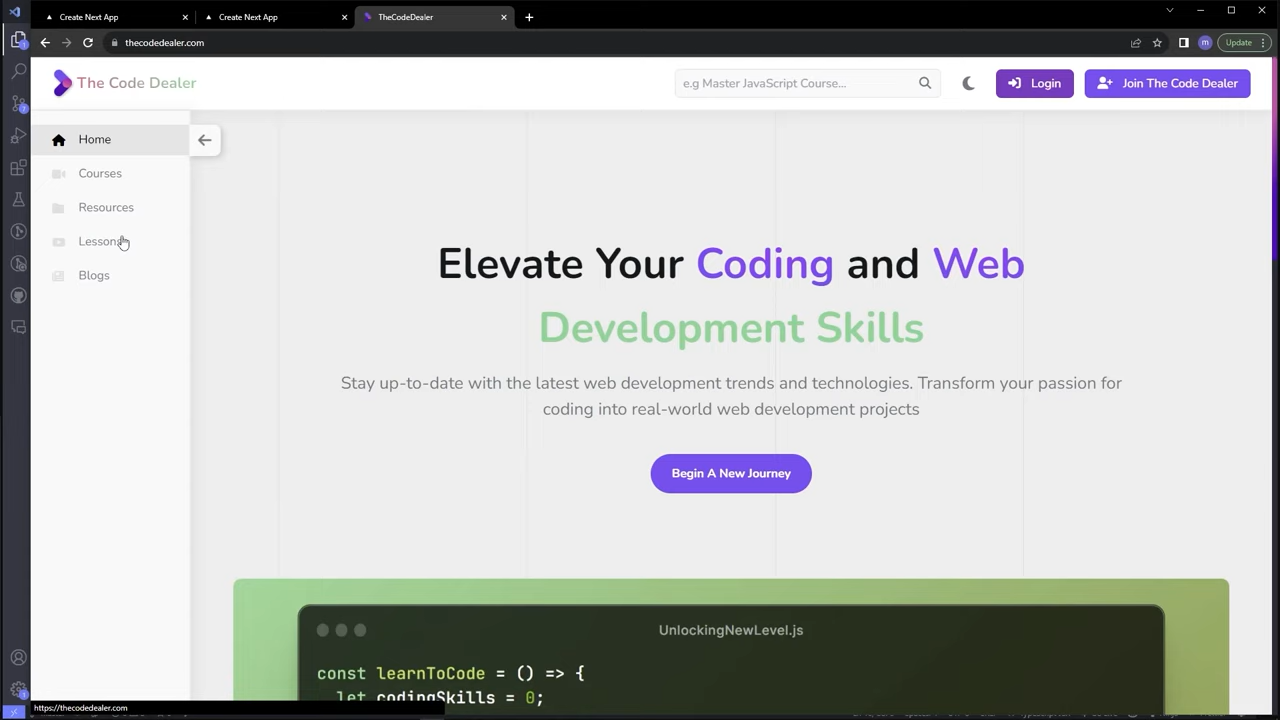 Create Next App
Create Next App
TheCodeDealer
thecodedealer.com
m
Update
The Code Dealer
e.g Master JavaScript Course...
Login
Join The Code Dealer
Home
Courses
Resources
Lessons
Blogs
Elevate Your Coding and Web
Development Skills
Stay up-to-date with the latest web development trends and technologies. Transform your passion for
coding into real-world web development projects
Begin A New Journey
UnlockingNewLevel.js
const learnToCode = () => {
let codingSkills = 0;
https://thecodedealer.com